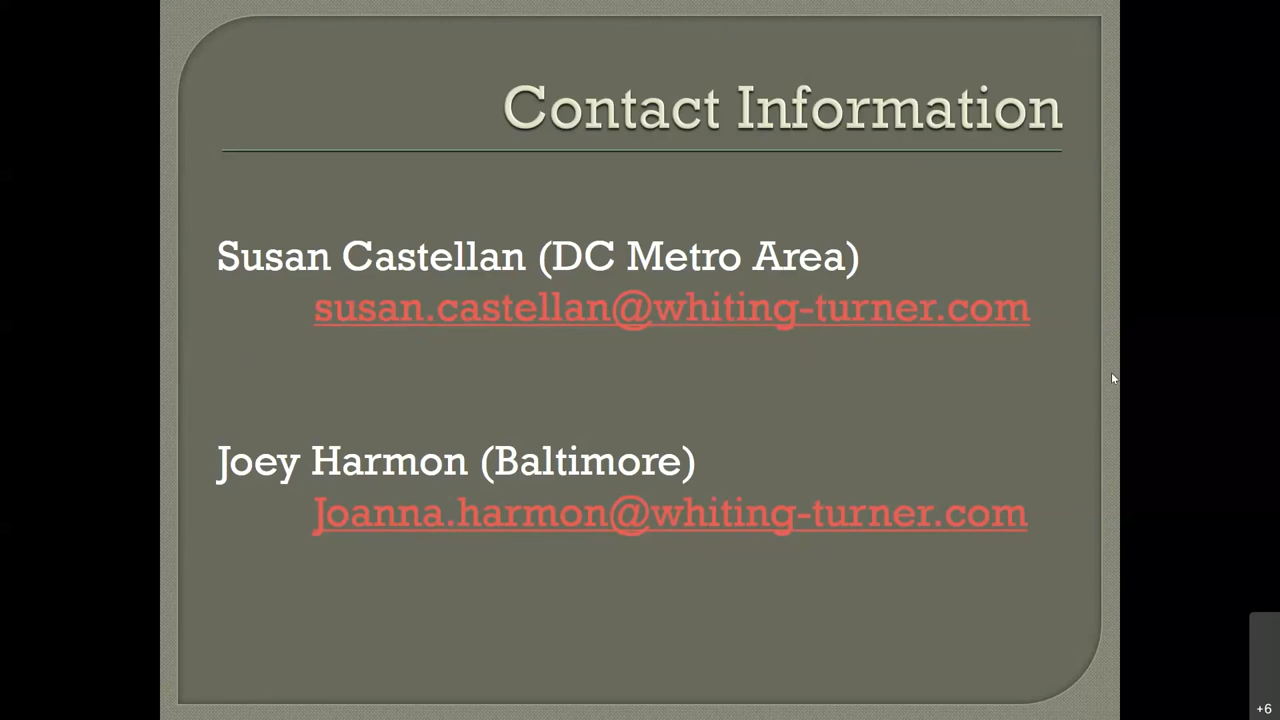 Contact Information
Susan Castellan (DC Metro Area)
susan.castellan@whiting-turner.com
Joey Harmon (Baltimore)
Joanna.harmon@whiting-turner.com
+6